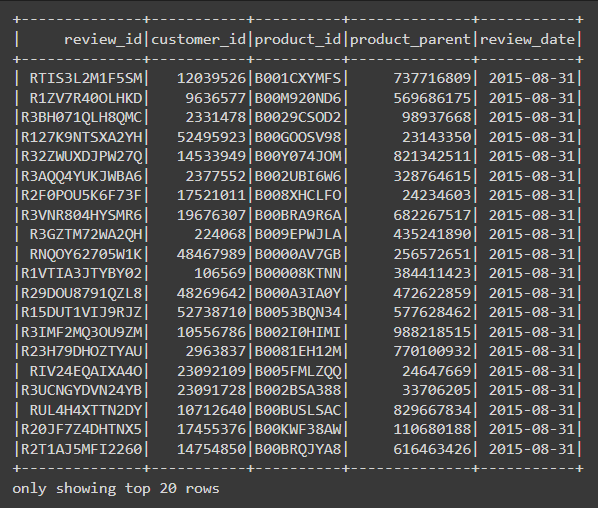 +--------------+-----------+----------+--------------+-----------+
|     review_id|customer_id|product_id|product_parent|review_date|
+--------------+-----------+----------+--------------+-----------+
| RTIS3L2M1F5SM|   12039526|B001CXYMFS|     737716809| 2015-08-31|
| R1ZV7R40OLHKD|    9636577|B00M920ND6|     569686175| 2015-08-31|
|R3BH071QLH8QMC|    2331478|B0029CSOD2|      98937668| 2015-08-31|
|R127K9NTSXA2YH|   52495923|B00GOOSV98|      23143350| 2015-08-31|
|R32ZWUXDJPW27Q|   14533949|B00Y074JOM|     821342511| 2015-08-31|
|R3AQQ4YUKJWBA6|    2377552|B002UBI6W6|     328764615| 2015-08-31|
|R2F0POU5K6F73F|   17521011|B008XHCLFO|      24234603| 2015-08-31|
|R3VNR804HYSMR6|   19676307|B00BRA9R6A|     682267517| 2015-08-31|
| R3GZTM72WA2QH|     224068|B009EPWJLA|     435241890| 2015-08-31|
| RNQOY62705W1K|   48467989|B0000AV7GB|     256572651| 2015-08-31|
|R1VTIA3JTYBY02|     106569|B00008KTNN|     384411423| 2015-08-31|
|R29DOU8791QZL8|   48269642|B000A3IA0Y|     472622859| 2015-08-31|
|R15DUT1VIJ9RJZ|   52738710|B0053BQN34|     577628462| 2015-08-31|
|R3IMF2MQ3OU9ZM|   10556786|B002I0HIMI|     988218515| 2015-08-31|
|R23H79DHOZTYAU|    2963837|B0081EH12M|     770100932| 2015-08-31|
| RIV24EQAIXA4O|   23092109|B005FMLZQQ|      24647669| 2015-08-31|
|R3UCNGYDVN24YB|   23091728|B002BSA388|      33706205| 2015-08-31|
| RUL4H4XTTN2DY|   10712640|B00BUSLSAC|     829667834| 2015-08-31|
|R20JF7Z4DHTNX5|   17455376|B00KWF38AW|     110680188| 2015-08-31|
|R2T1AJ5MFI2260|   14754850|B00BRQJYA8|     616463426| 2015-08-31|
+--------------+-----------+----------+--------------+-----------+
only showing top 20 rows